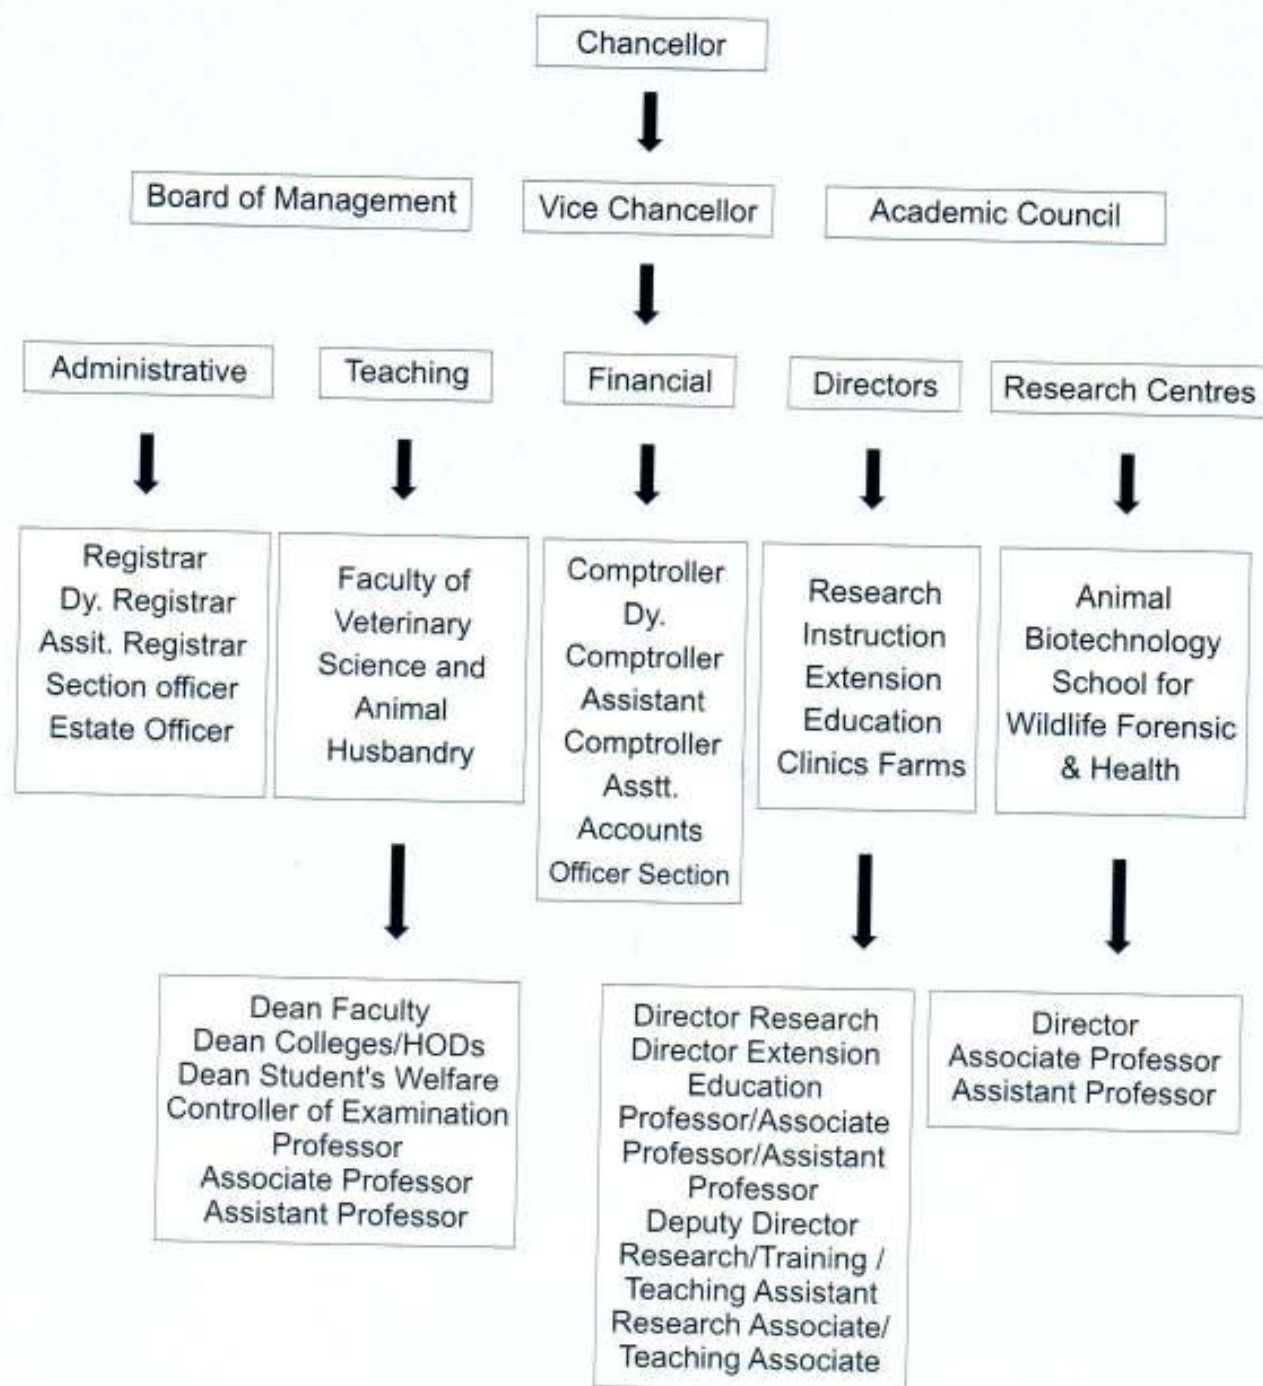 Chancellor
Board of Management
Vice Chancellor
Academic Council
Administrative
Teaching
Financial
Directors
Research Centres
Registrar
Dy. Registrar
Assit. Registrar
Section officer
Estate Officer
Faculty of
Veterinary
Science and
Animal
Husbandry
Comptroller
Dy.
Comptroller
Assistant
Comptroller
Asstt.
Accounts
Officer Section
Research
Instruction
Extension
Education
Clinics Farms
Animal
Biotechnology
School for
Wildlife Forensic
& Health
Dean Faculty
Dean Colleges/HODs
Dean Student's Welfare
Controller of Examination
Professor
Associate Professor
Assistant Professor
Director Research
Director Extension
Education
Professor/Associate
Professor/Assistant
Professor
Deputy Director
Research/Training /
Teaching Assistant
Research Associate/
Teaching Associate
Director
Associate Professor
Assistant Professor